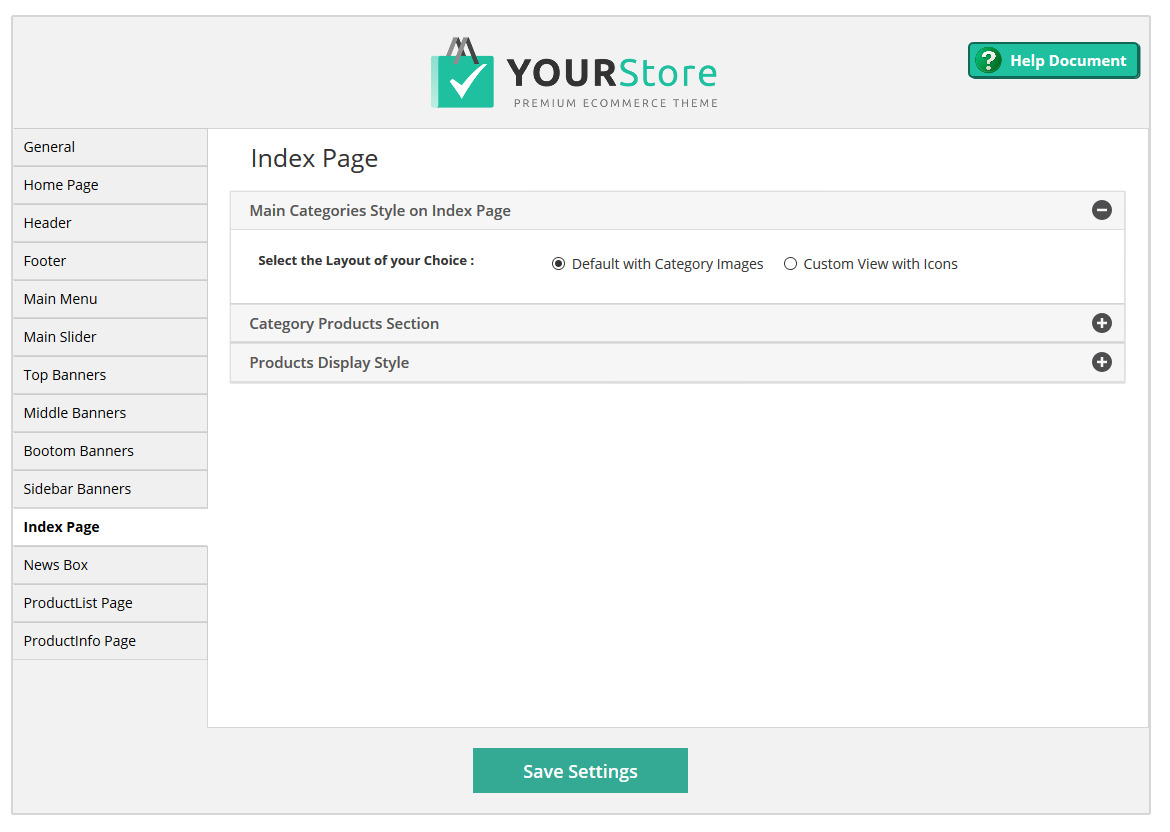 YOURStore
PREMIUM ECOMMERCE THEME
? Help Document
General
Home Page
Header
Footer
Main Menu
Main Slider
Top Banners
Middle Banners
Bootom Banners
Sidebar Banners
Index Page
News Box
ProductList Page
ProductInfo Page
Index Page
Main Categories Style on Index Page
Select the Layout of your Choice : Default with Category Images Custom View with Icons
Category Products Section
Products Display Style
Save Settings